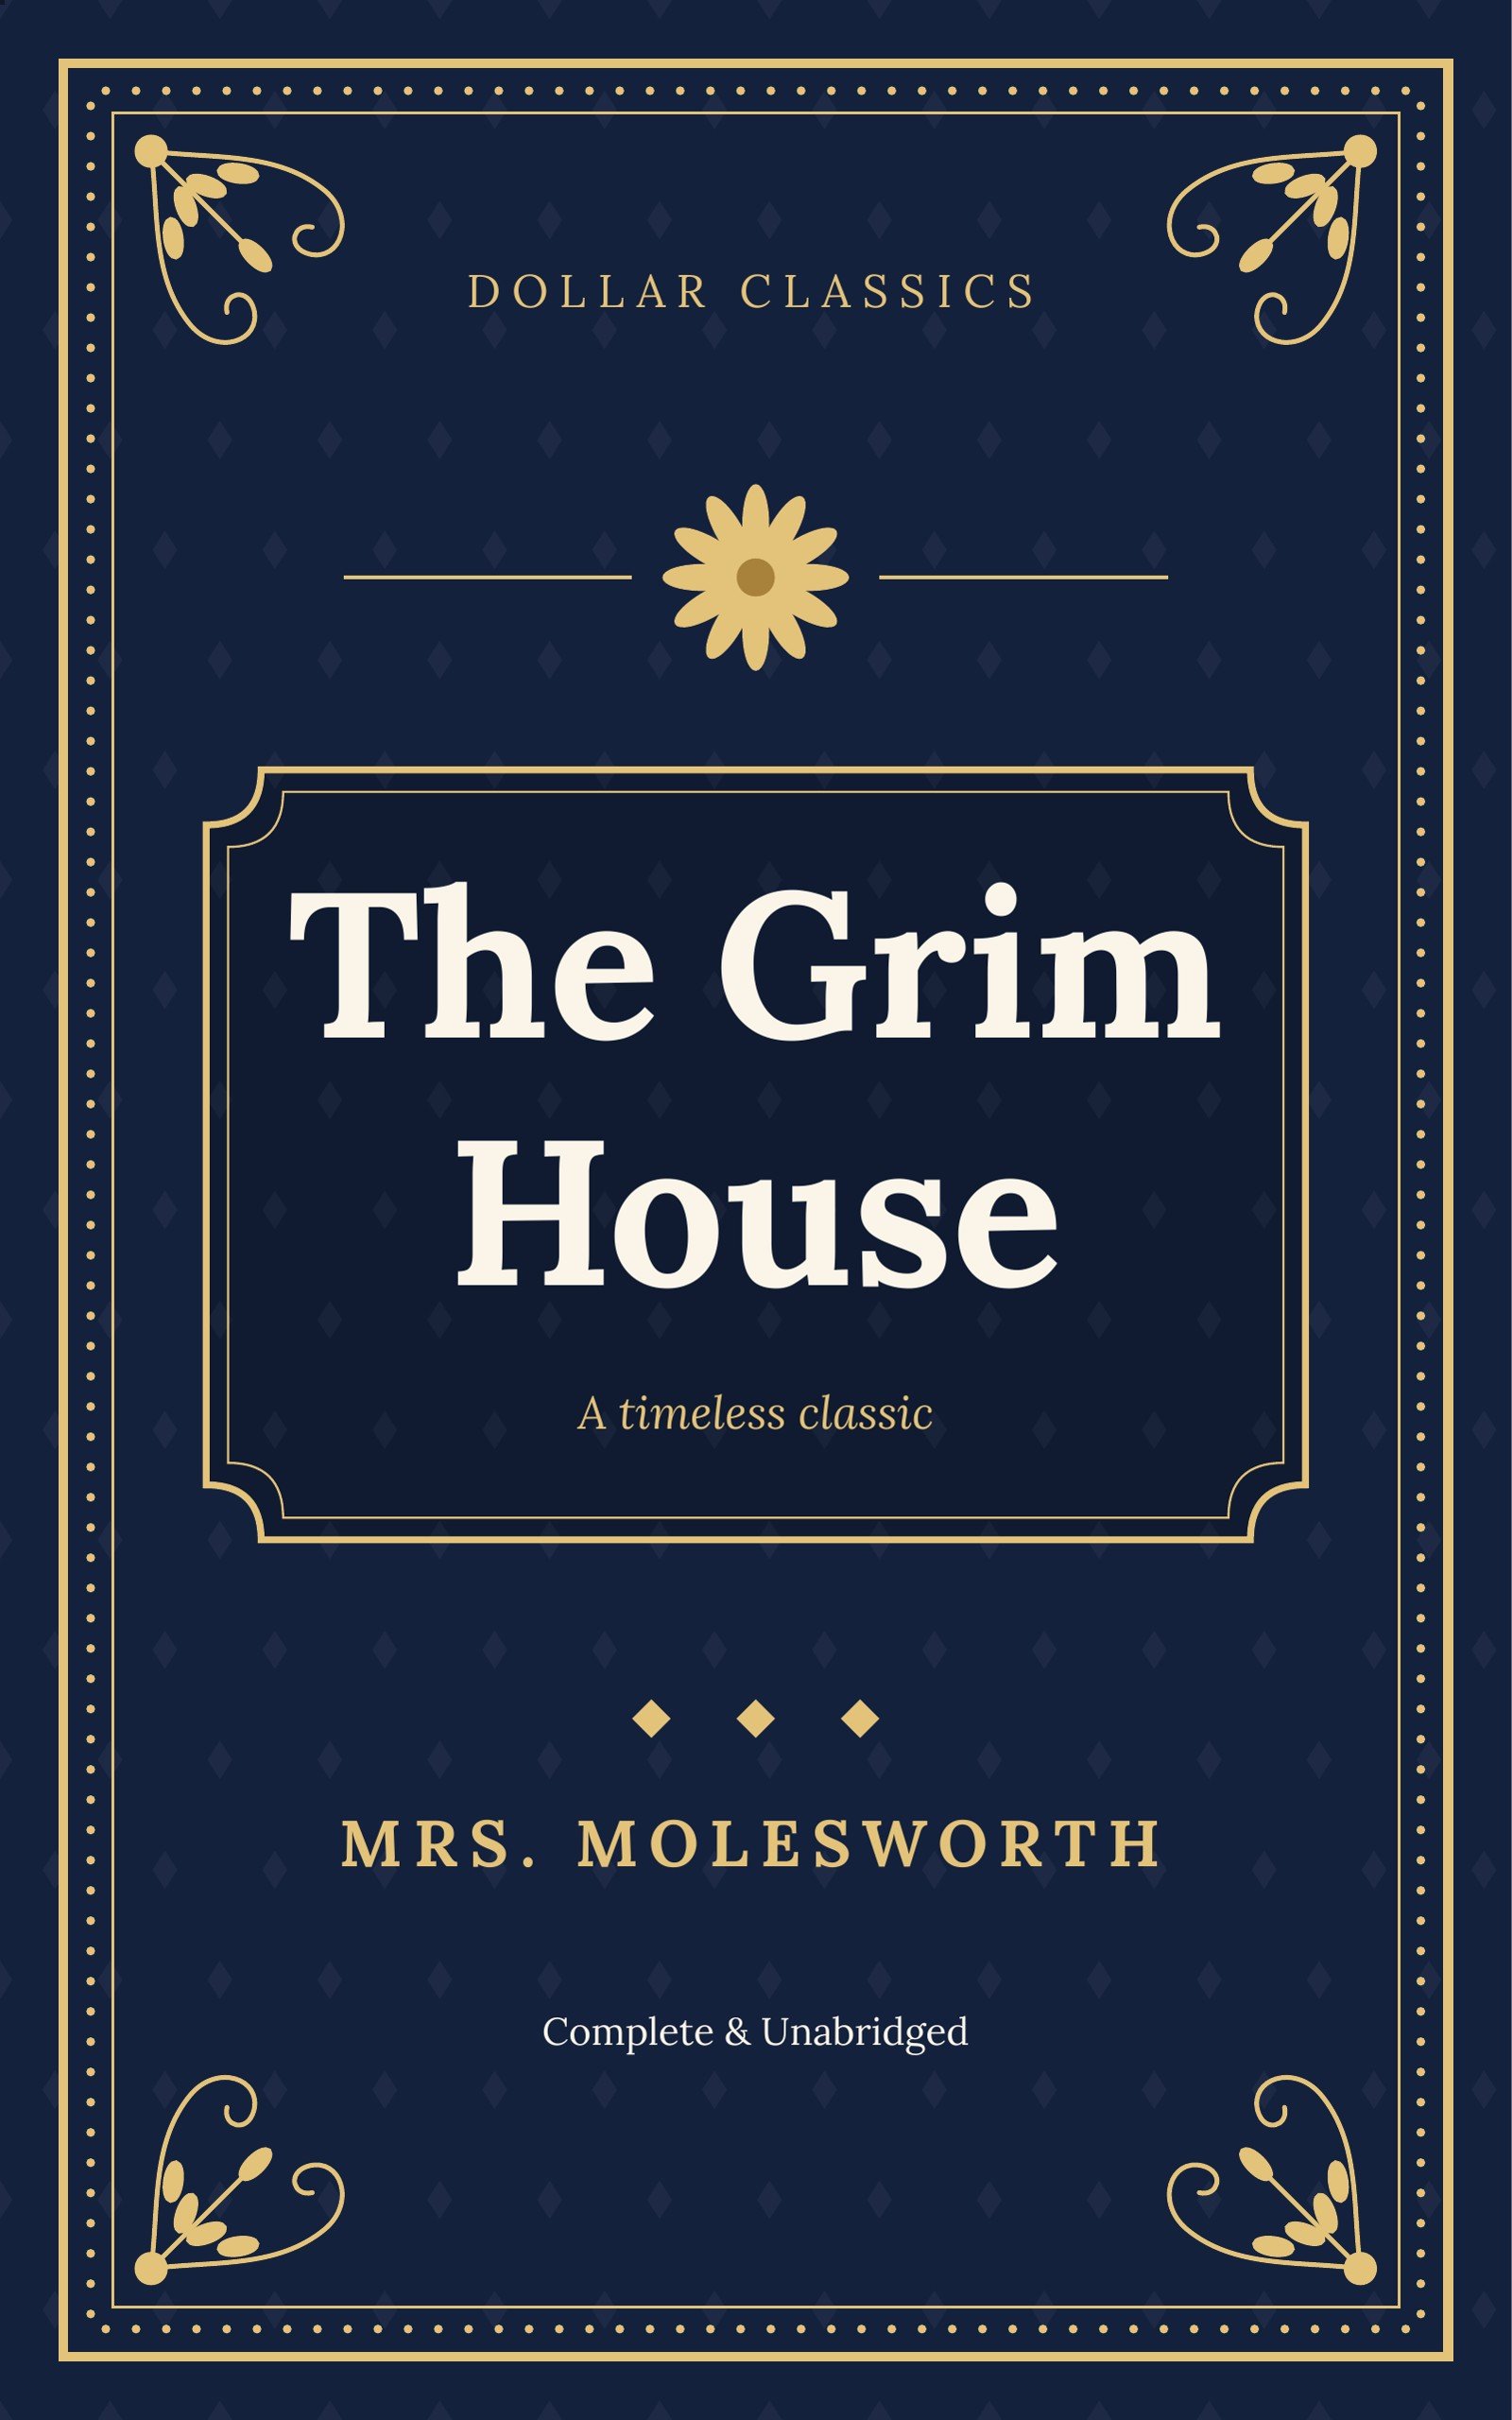 DOLLAR CLASSICS
The Grim
House
A timeless classic
MRS. MOLESWORTH
Complete & Unabridged